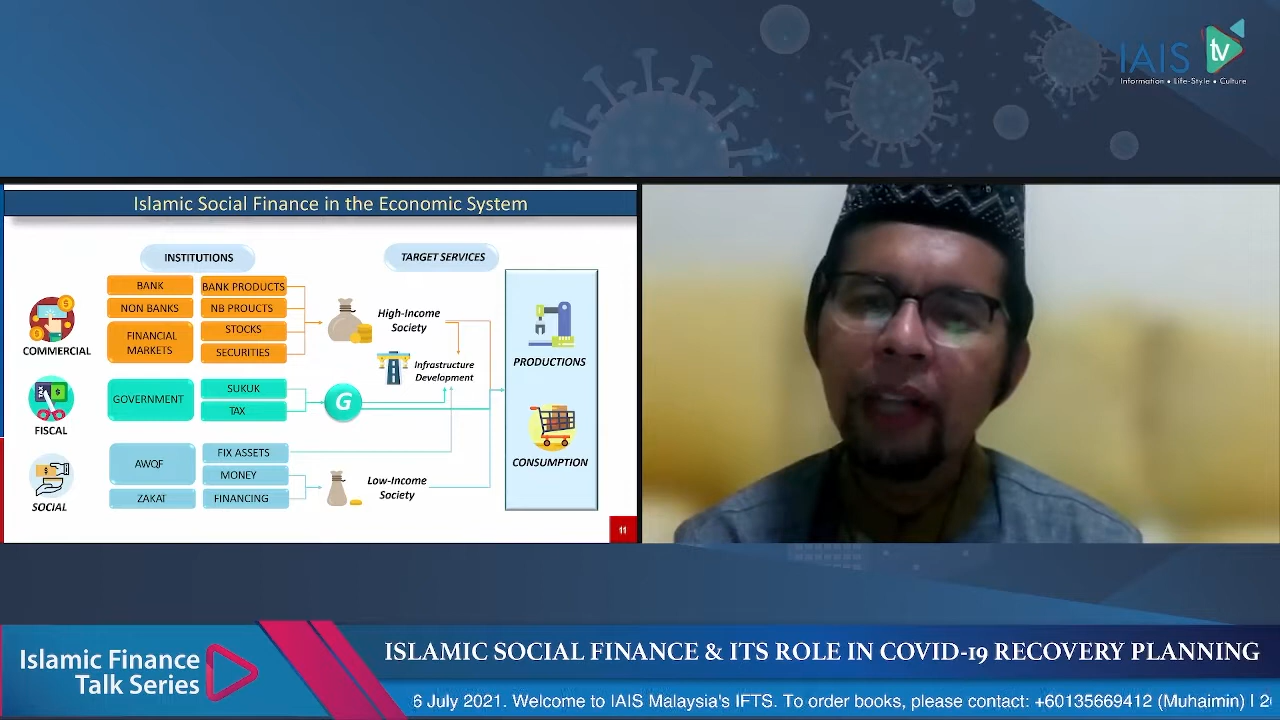 IAIS tv
Information • Life-Style • Culture
Islamic Social Finance in the Economic System
INSTITUTIONS
TARGET SERVICES
BANK
BANK PRODUCTS
NON BANKS
NB PROUCTS
FINANCIAL
MARKETS
STOCKS
SECURITIES
COMMERCIAL
High-Income
Society
Infrastructure
Development
PRODUCTIONS
GOVERNMENT
SUKUK
TAX
G
FISCAL
CONSUMPTION
AWQF
FIX ASSETS
MONEY
ZAKAT
FINANCING
SOCIAL
Low-Income
Society
11
Islamic Finance
Talk Series
ISLAMIC SOCIAL FINANCE & ITS ROLE IN COVID-19 RECOVERY PLANNING
6 July 2021. Welcome to IAIS Malaysia's IFTS. To order books, please contact: +60135669412 (Muhaimin) I